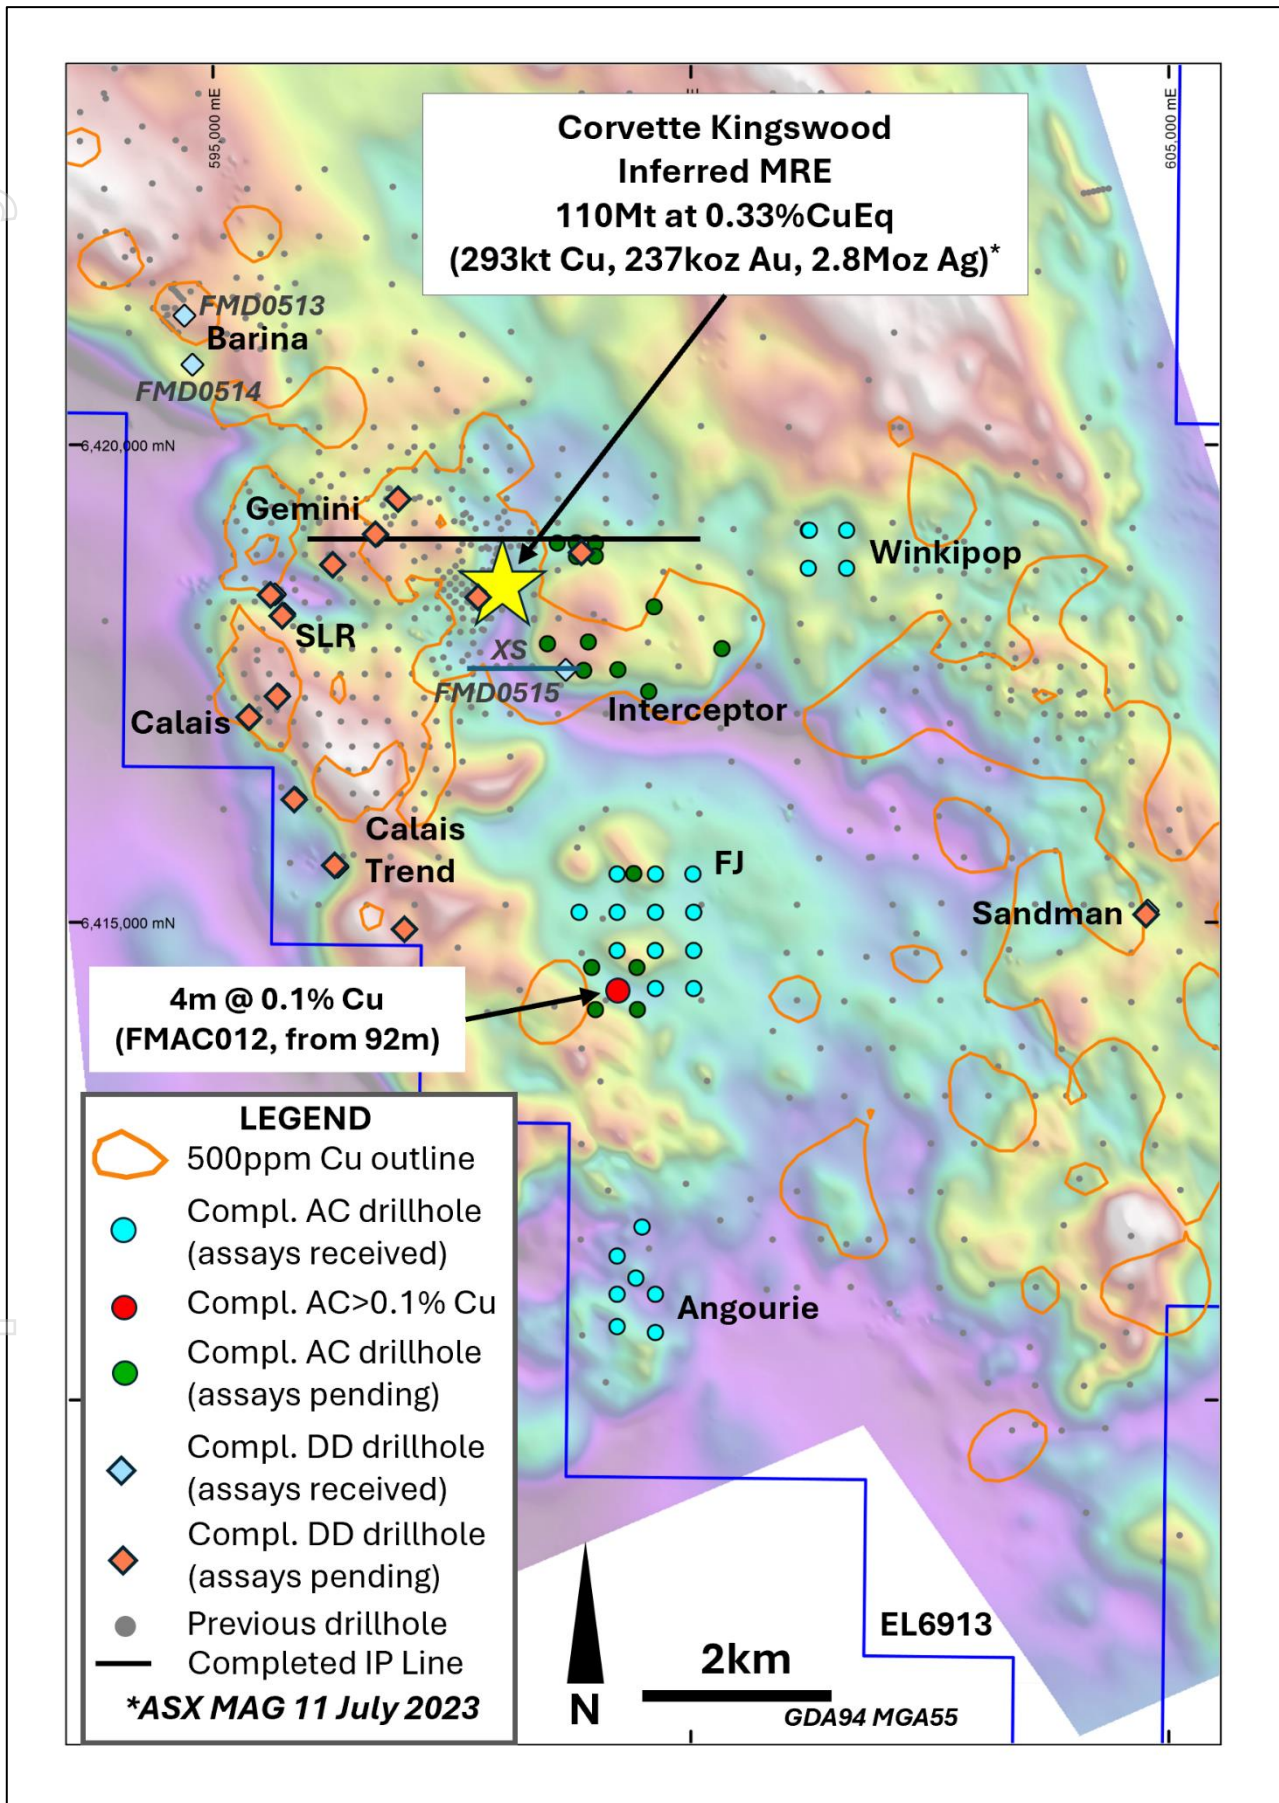 595,000 mE
605,000 mE
Corvette Kingswood
Inferred MRE
110Mt at 0.33%CuEq
(293kt Cu, 237koz Au, 2.8Moz Ag)*
FMD0513
Barina
FMD0514
6,420,000 mN
Gemini
Winkipop
SLR
XS
FMD0515
Interceptor
Calais
Calais
Trend
FJ
Sandman
6,415,000 mN
4m @ 0.1% Cu
(FMAC012, from 92m)
LEGEND
500ppm Cu outline
Compl. AC drillhole
(assays received)
Compl. AC>0.1% Cu
Compl. AC drillhole
(assays pending)
Compl. DD drillhole
(assays received)
Compl. DD drillhole
(assays pending)
Previous drillhole
Completed IP Line
*ASX MAG 11 July 2023
Angourie
EL6913
2km
N
GDA94 MGA55